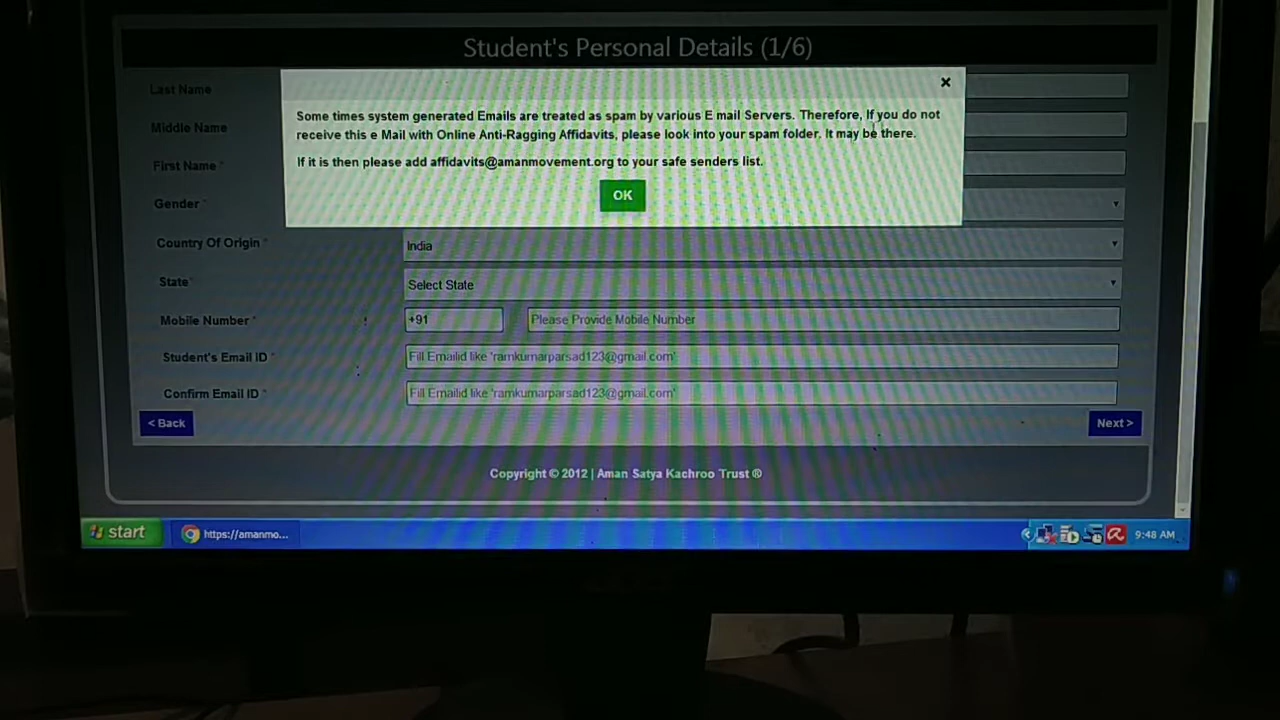 Student's Personal Details (1/6)
Last Name
Middle Name
First Name *
Gender *
×
Some times system generated Emails are treated as spam by various E mail Servers. Therefore, If you do not
receive this e Mail with Online Anti-Ragging Affidavits, please look into your spam folder. It may be there.
If it is then please add affidavits@amanmovement.org to your safe senders list.
OK
Country Of Origin * India
State * Select State
Mobile Number * +91 Please Provide Mobile Number
Student's Email ID * Fill Emailid like 'ramkumarparsad123@gmail.com'
Confirm Email ID * Fill Emailid like 'ramkumarparsad123@gmail.com'
< Back Next >
Copyright © 2012 | Aman Satya Kachroo Trust ®
start https://amanmo... 9:48 AM